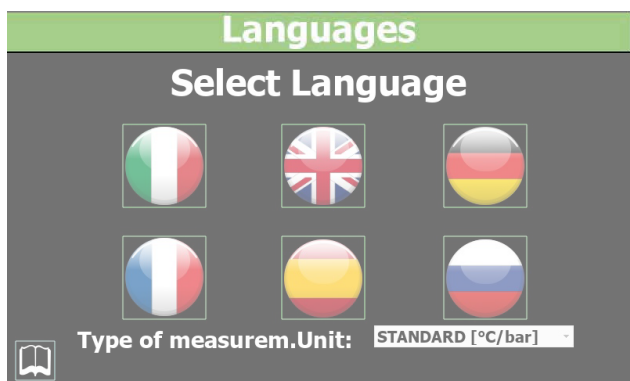 Languages
Select Language
Type of measurem.Unit: STANDARD [°C/bar]